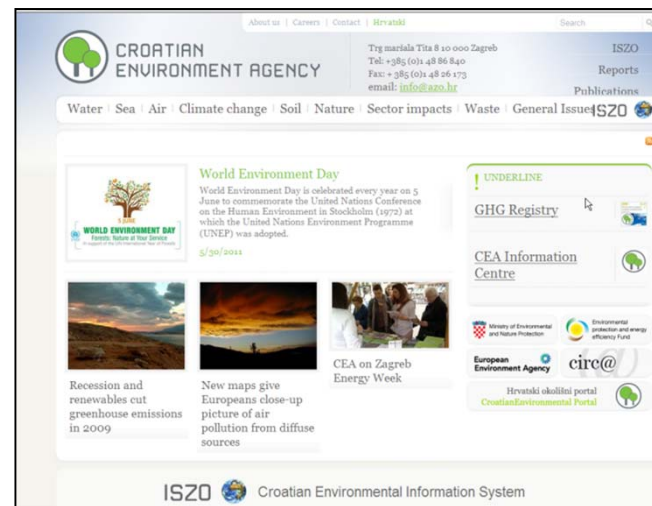 About us | Careers | Contact | Hrvatski
Search
CROATIAN
ENVIRONMENT AGENCY
Trg maršala Tita 8 10 000 Zagreb
Tel: +385 (0)1 48 86 840
Fax: + 385 (0)1 48 26 173
email: info@azo.hr
ISZO
Reports
Publications
Water | Sea | Air | Climate change | Soil | Nature | Sector impacts | Waste | General Issues
ISZO
5 JUNE
WORLD ENVIRONMENT DAY
Forests: Nature at Your Service
World Environment Day
World Environment Day is celebrated every year on 5
June to commemorate the United Nations Conference
on the Human Environment in Stockholm (1972) at
which the United Nations Environment Programme
(UNEP) was adopted.
5/30/2011
! UNDERLINE
GHG Registry
CEA Information
Centre
Recession and
renewables cut
greenhouse emissions
in 2009
New maps give
Europeans close-up
picture of air
pollution from diffuse
sources
CEA on Zagreb
Energy Week
Ministry of Environmental
and Nature Protection
Environmental
protection and energy
efficiency Fund
European
Environment Agency
circ@
Hrvatski okolišni portal
CroatianEnvironmental Portal
ISZO
Croatian Environmental Information System